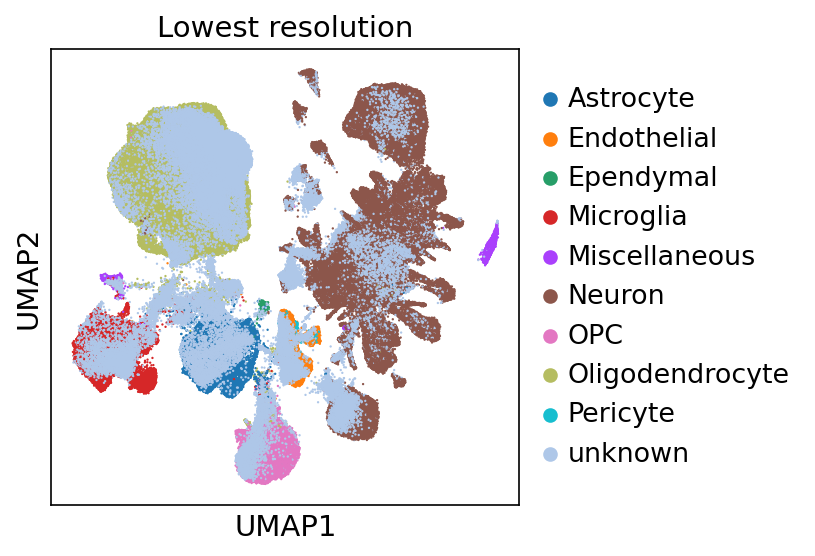 Lowest resolution
UMAP2
UMAP1
Astrocyte
Endothelial
Ependymal
Microglia
Miscellaneous
Neuron
OPC
Oligodendrocyte
Pericyte
unknown